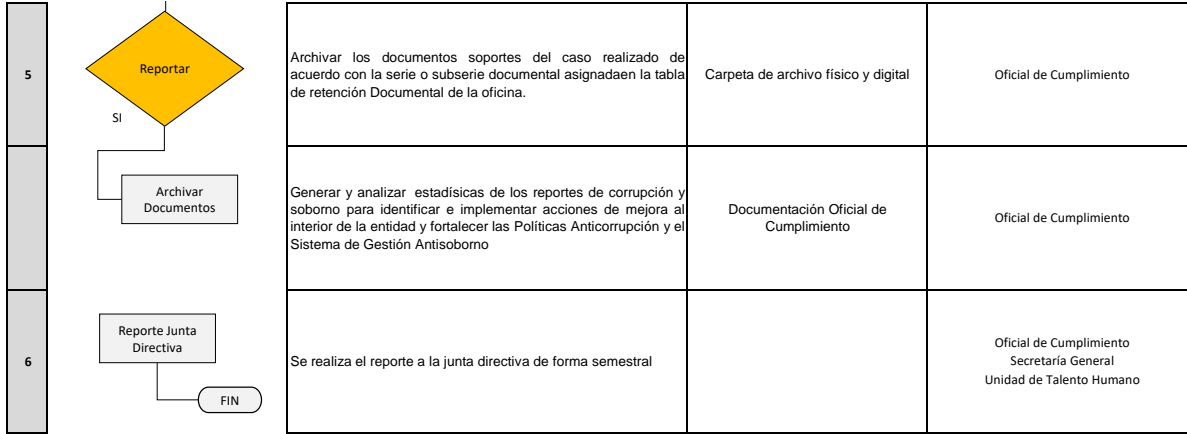 5
Reportar
SI
Archivar los documentos soportes del caso realizado de
acuerdo con la serie o subserie documental asignadaen la tabla
de retención Documental de la oficina.
Carpeta de archivo físico y digital
Oficial de Cumplimiento
Archivar
Documentos
Generar y analizar estadísicas de los reportes de corrupción y
soborno para identificar e implementar acciones de mejora al
interior de la entidad y fortalecer las Políticas Anticorrupción y el
Sistema de Gestión Antisoborno
Documentación Oficial de
Cumplimiento
Oficial de Cumplimiento
6
Reporte Junta
Directiva
FIN
Se realiza el reporte a la junta directiva de forma semestral
Oficial de Cumplimiento
Secretaría General
Unidad de Talento Humano